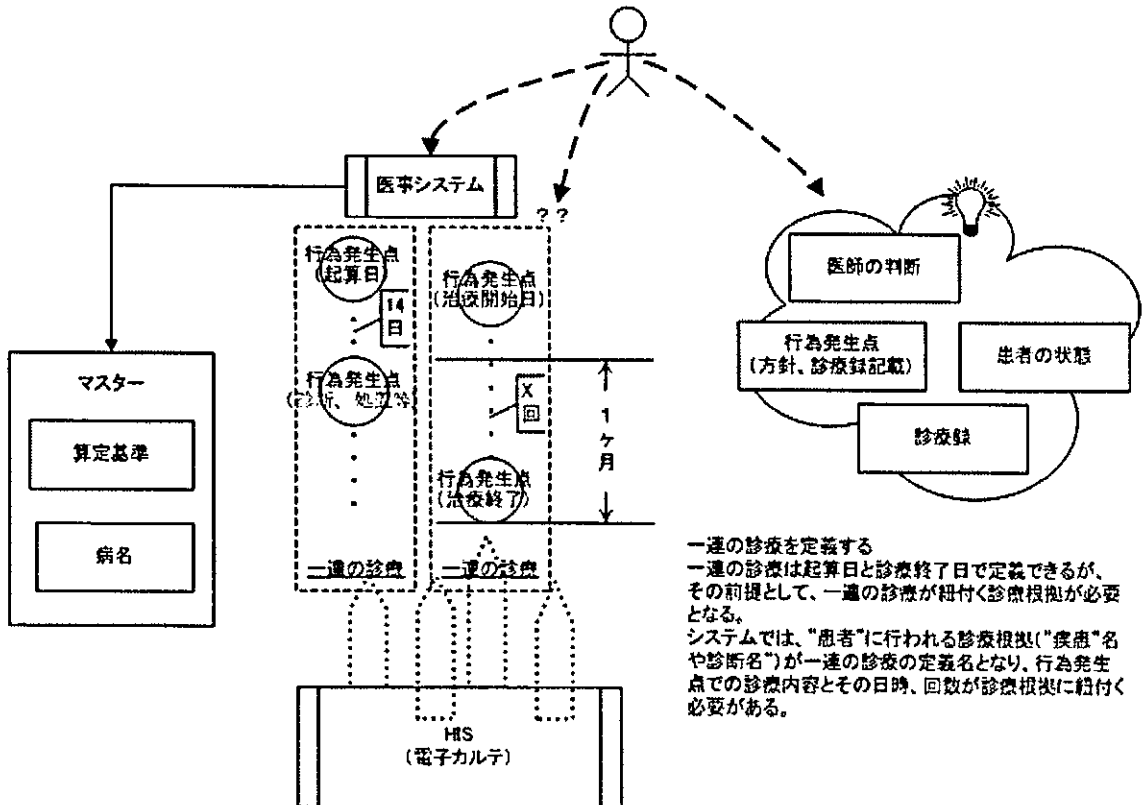 医事システム
??
行為発生点
(起算日)
14
日
行為発生点
(診断、処置等)
一連の診療
行為発生点
(治療開始日)
X
回
1
ヶ
月
行為発生点
(治療終了)
一連の診療
マスター
算定基準
病名
HIS
(電子カルテ)
医師の判断
行為発生点
(方針、診療録記載)
患者の状態
診療録
一連の診療を定義する
一連の診療は起算日と診療終了日で定義できるが、
その前提として、一連の診療が紐付く診療根拠が必要
となる。
システムでは、"患者"に行われる診療根拠("疾患"名
や診断名")が一連の診療の定義名となり、行為発生
点での診療内容とその日時、回数が診療根拠に紐付く
必要がある。